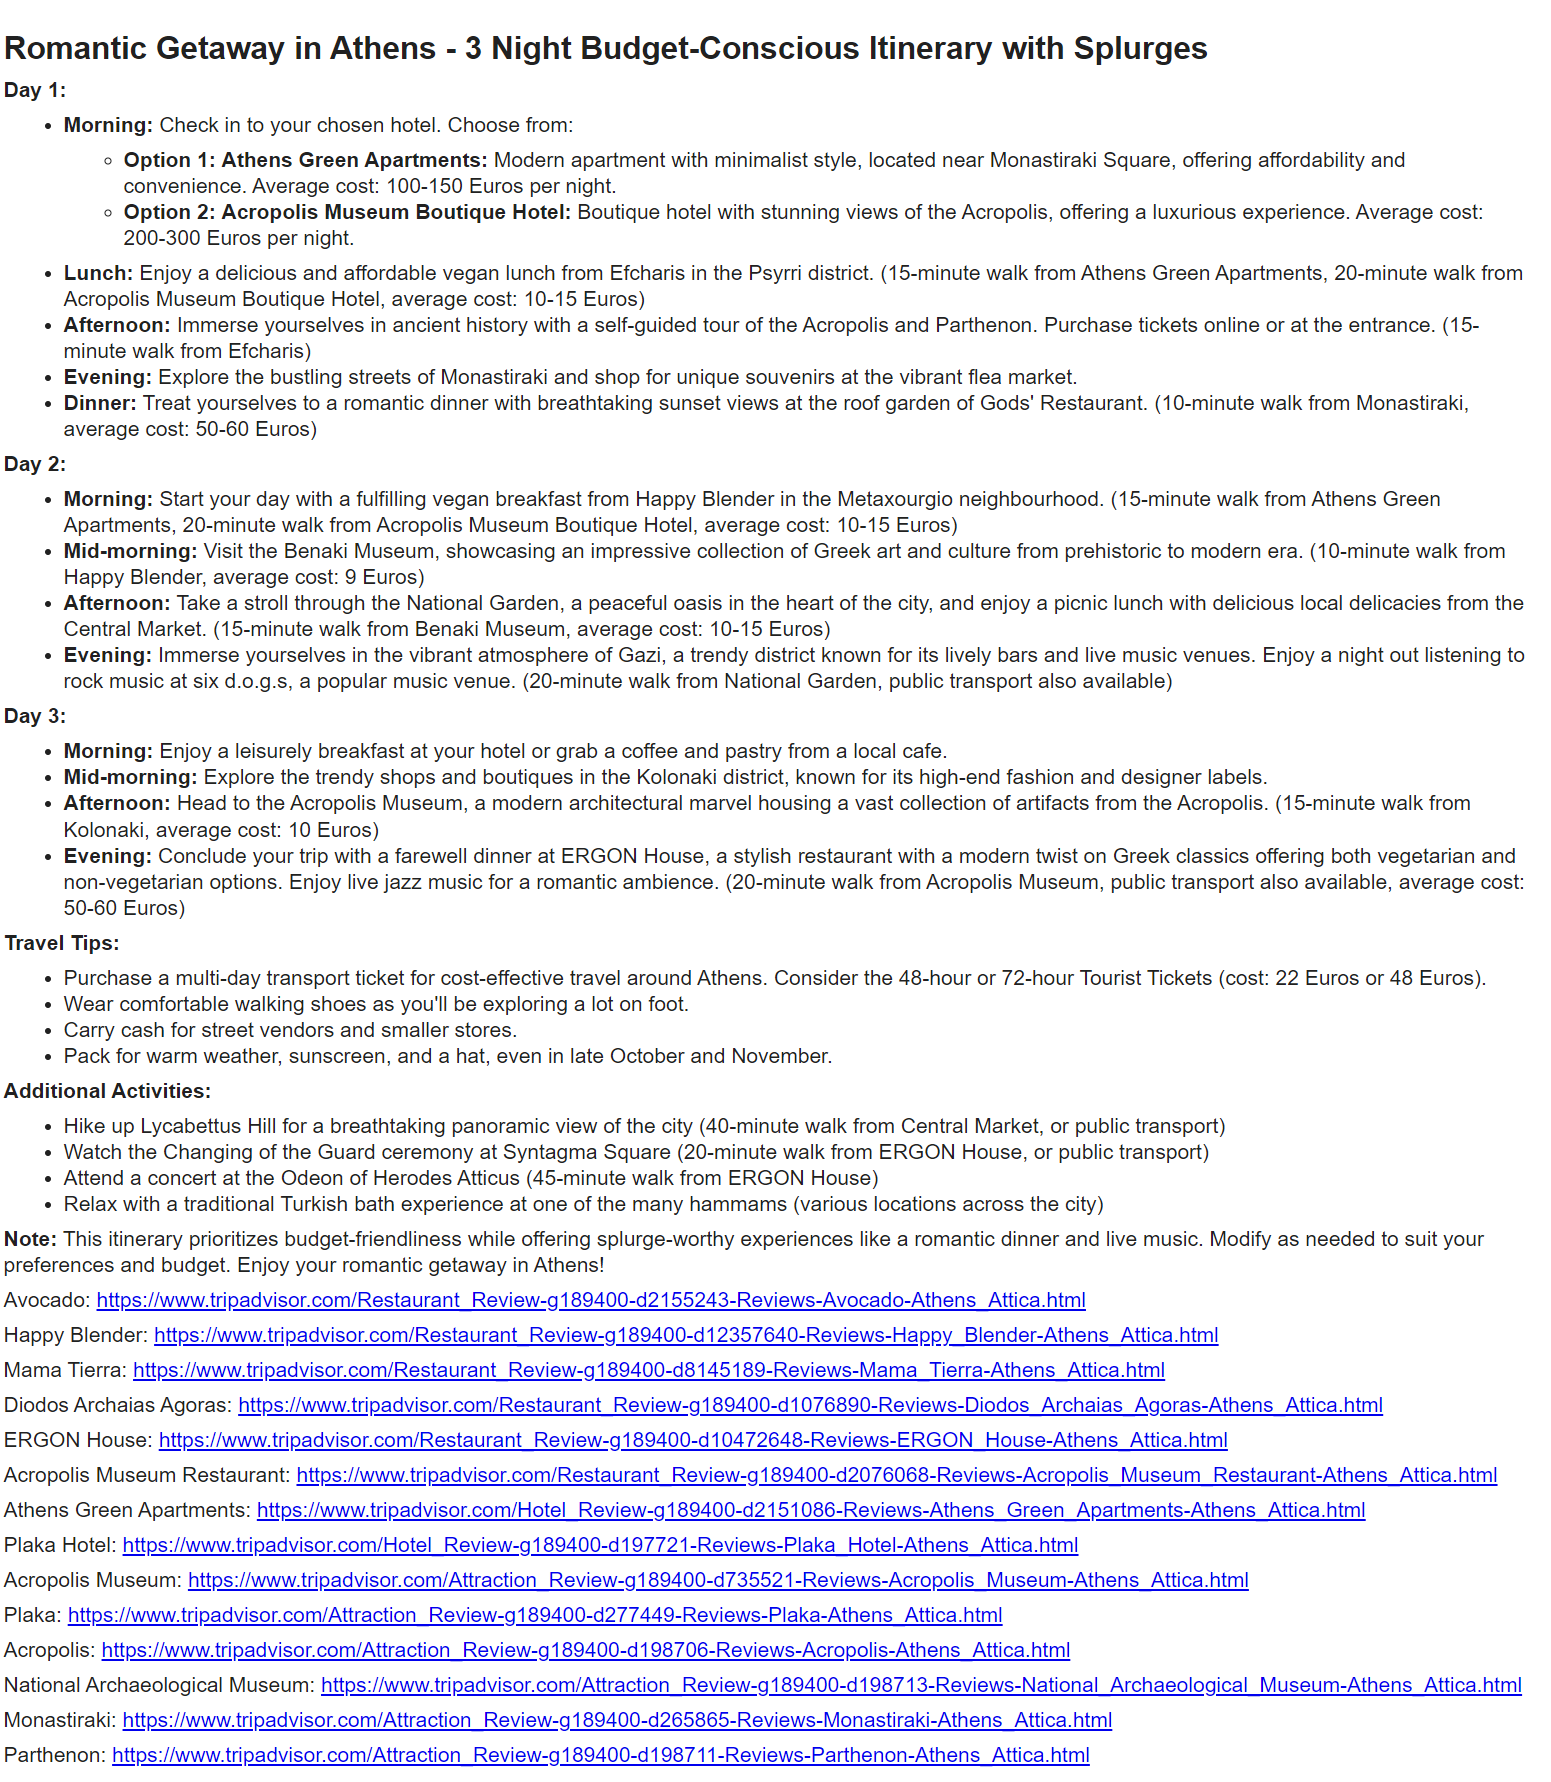 Romantic Getaway in Athens - 3 Night Budget-Conscious Itinerary with Splurges
Day 1:
• Morning: Check in to your chosen hotel. Choose from:
◦ Option 1: Athens Green Apartments: Modern apartment with minimalist style, located near Monastiraki Square, offering affordability and
convenience. Average cost: 100-150 Euros per night.
◦ Option 2: Acropolis Museum Boutique Hotel: Boutique hotel with stunning views of the Acropolis, offering a luxurious experience. Average cost:
200-300 Euros per night.
• Lunch: Enjoy a delicious and affordable vegan lunch from Efcharis in the Psyrri district. (15-minute walk from Athens Green Apartments, 20-minute walk from
Acropolis Museum Boutique Hotel, average cost: 10-15 Euros)
• Afternoon: Immerse yourselves in ancient history with a self-guided tour of the Acropolis and Parthenon. Purchase tickets online or at the entrance. (15-
minute walk from Efcharis)
• Evening: Explore the bustling streets of Monastiraki and shop for unique souvenirs at the vibrant flea market.
• Dinner: Treat yourselves to a romantic dinner with breathtaking sunset views at the roof garden of Gods' Restaurant. (10-minute walk from Monastiraki,
average cost: 50-60 Euros)
Day 2:
• Morning: Start your day with a fulfilling vegan breakfast from Happy Blender in the Metaxourgio neighbourhood. (15-minute walk from Athens Green
Apartments, 20-minute walk from Acropolis Museum Boutique Hotel, average cost: 10-15 Euros)
• Mid-morning: Visit the Benaki Museum, showcasing an impressive collection of Greek art and culture from prehistoric to modern era. (10-minute walk from
Happy Blender, average cost: 9 Euros)
• Afternoon: Take a stroll through the National Garden, a peaceful oasis in the heart of the city, and enjoy a picnic lunch with delicious local delicacies from the
Central Market. (15-minute walk from Benaki Museum, average cost: 10-15 Euros)
• Evening: Immerse yourselves in the vibrant atmosphere of Gazi, a trendy district known for its lively bars and live music venues. Enjoy a night out listening to
rock music at six d.o.g.s, a popular music venue. (20-minute walk from National Garden, public transport also available)
Day 3:
• Morning: Enjoy a leisurely breakfast at your hotel or grab a coffee and pastry from a local cafe.
• Mid-morning: Explore the trendy shops and boutiques in the Kolonaki district, known for its high-end fashion and designer labels.
• Afternoon: Head to the Acropolis Museum, a modern architectural marvel housing a vast collection of artifacts from the Acropolis. (15-minute walk from
Kolonaki, average cost: 10 Euros)
• Evening: Conclude your trip with a farewell dinner at ERGON House, a stylish restaurant with a modern twist on Greek classics offering both vegetarian and
non-vegetarian options. Enjoy live jazz music for a romantic ambience. (20-minute walk from Acropolis Museum, public transport also available, average cost:
50-60 Euros)
Travel Tips:
• Purchase a multi-day transport ticket for cost-effective travel around Athens. Consider the 48-hour or 72-hour Tourist Tickets (cost: 22 Euros or 48 Euros).
• Wear comfortable walking shoes as you'll be exploring a lot on foot.
• Carry cash for street vendors and smaller stores.
• Pack for warm weather, sunscreen, and a hat, even in late October and November.
Additional Activities:
• Hike up Lycabettus Hill for a breathtaking panoramic view of the city (40-minute walk from Central Market, or public transport)
• Watch the Changing of the Guard ceremony at Syntagma Square (20-minute walk from ERGON House, or public transport)
• Attend a concert at the Odeon of Herodes Atticus (45-minute walk from ERGON House)
• Relax with a traditional Turkish bath experience at one of the many hammams (various locations across the city)
Note: This itinerary prioritizes budget-friendliness while offering splurge-worthy experiences like a romantic dinner and live music. Modify as needed to suit your
preferences and budget. Enjoy your romantic getaway in Athens!
Avocado: https://www.tripadvisor.com/Restaurant_Review-g189400-d2155243-Reviews-Avocado-Athens_Attica.html
Happy Blender: https://www.tripadvisor.com/Restaurant_Review-g189400-d12357640-Reviews-Happy_Blender-Athens_Attica.html
Mama Tierra: https://www.tripadvisor.com/Restaurant_Review-g189400-d8145189-Reviews-Mama_Tierra-Athens_Attica.html
Diodos Archaias Agoras: https://www.tripadvisor.com/Restaurant_Review-g189400-d1076890-Reviews-Diodos_Archaias_Agoras-Athens_Attica.html
ERGON House: https://www.tripadvisor.com/Restaurant_Review-g189400-d10472648-Reviews-ERGON_House-Athens_Attica.html
Acropolis Museum Restaurant: https://www.tripadvisor.com/Restaurant_Review-g189400-d2076068-Reviews-Acropolis_Museum_Restaurant-Athens_Attica.html
Athens Green Apartments: https://www.tripadvisor.com/Hotel_Review-g189400-d2151086-Reviews-Athens_Green_Apartments-Athens_Attica.html
Plaka Hotel: https://www.tripadvisor.com/Hotel_Review-g189400-d197721-Reviews-Plaka_Hotel-Athens_Attica.html
Acropolis Museum: https://www.tripadvisor.com/Attraction_Review-g189400-d735521-Reviews-Acropolis_Museum-Athens_Attica.html
Plaka: https://www.tripadvisor.com/Attraction_Review-g189400-d277449-Reviews-Plaka-Athens_Attica.html
Acropolis: https://www.tripadvisor.com/Attraction_Review-g189400-d198706-Reviews-Acropolis-Athens_Attica.html
National Archaeological Museum: https://www.tripadvisor.com/Attraction_Review-g189400-d198713-Reviews-National_Archaeological_Museum-Athens_Attica.html
Monastiraki: https://www.tripadvisor.com/Attraction_Review-g189400-d265865-Reviews-Monastiraki-Athens_Attica.html
Parthenon: https://www.tripadvisor.com/Attraction_Review-g189400-d198711-Reviews-Parthenon-Athens_Attica.html